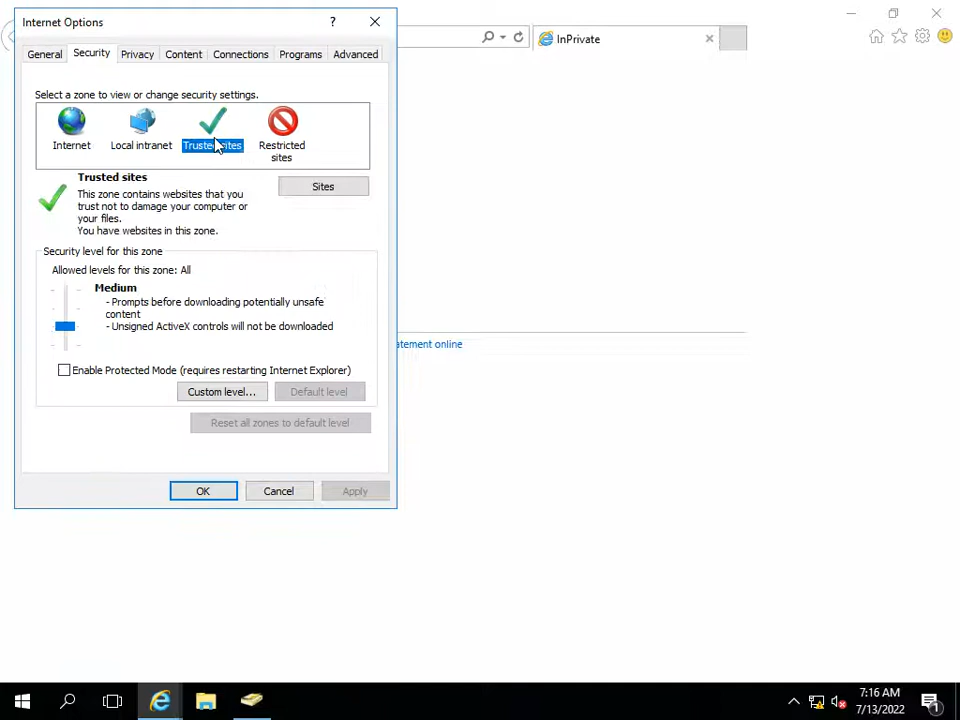 Internet Options
?
InPrivate
General
Security
Privacy
Content
Connections
Programs
Advanced
Select a zone to view or change security settings.
Internet
Local intranet
Trusted sites
Restricted
sites
Trusted sites
This zone contains websites that you
trust not to damage your computer or
your files.
You have websites in this zone.
Sites
Security level for this zone
Allowed levels for this zone: All
Medium
- Prompts before downloading potentially unsafe
content
- Unsigned ActiveX controls will not be downloaded
atement online
Enable Protected Mode (requires restarting Internet Explorer)
Custom level...
Default level
Reset all zones to default level
OK
Cancel
Apply
7:16 AM
7/13/2022
1